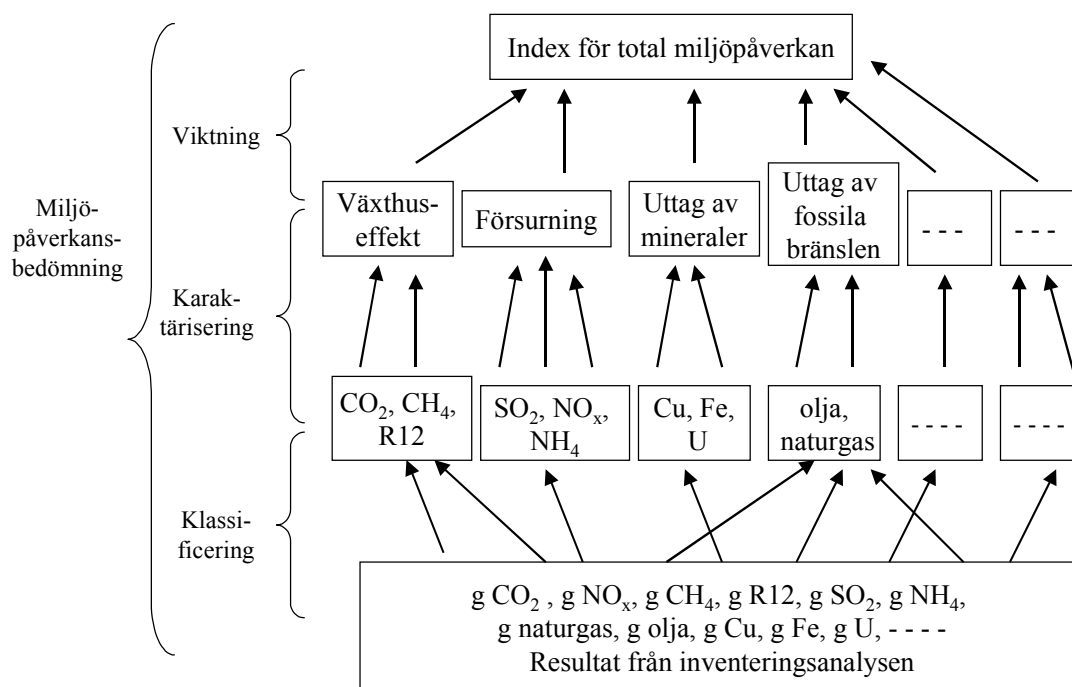 Index för total miljöpåverkan
Viktning
Växthus-
effekt
Försurning
Uttag av
mineraler
Uttag av
fossila
bränslen
- - -
- - -
Miljö-
påverkans-
bedömning
Karak-
tärisering
CO₂, CH₄,
R12
SO₂, NOₓ,
NH₄
Cu, Fe,
U
olja,
naturgas
- - - -
- - - -
Klassi-
ficering
g CO₂ , g NOₓ, g CH₄, g R12, g SO₂, g NH₄,
g naturgas, g olja, g Cu, g Fe, g U, - - - -
Resultat från inventeringsanalysen